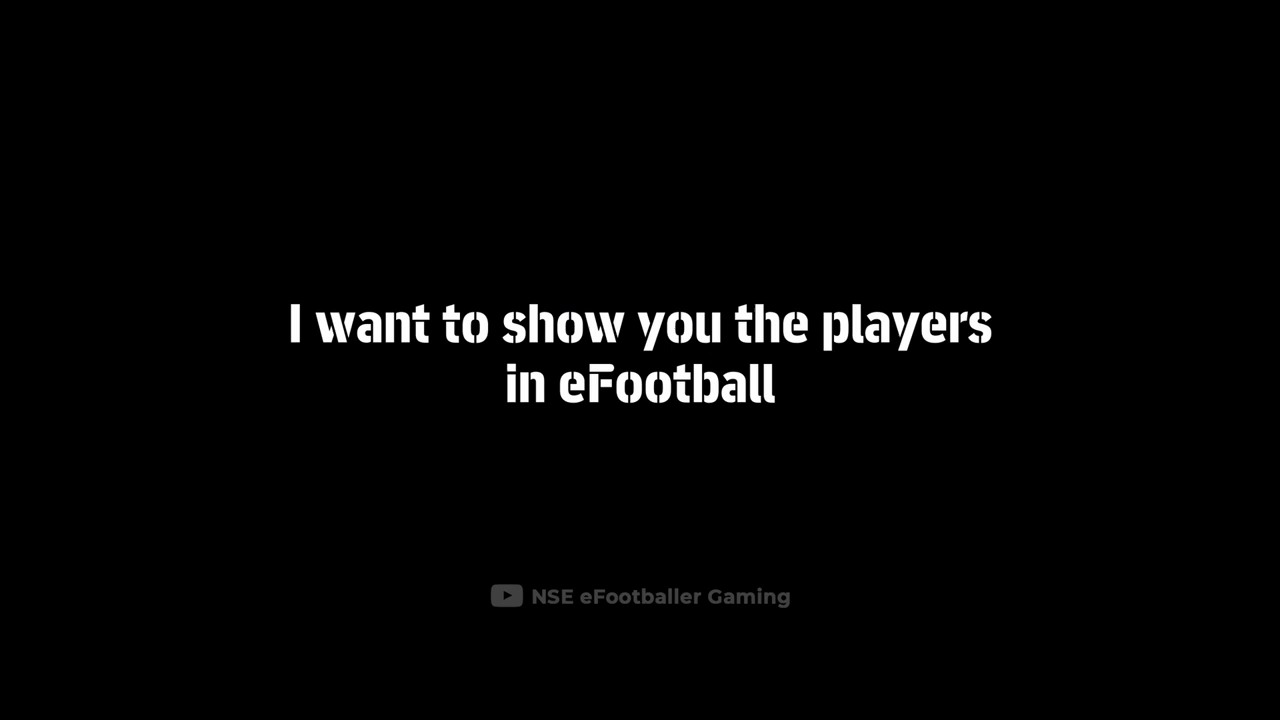 I want to show you the players
in eFootball
NSE eFootballer Gaming